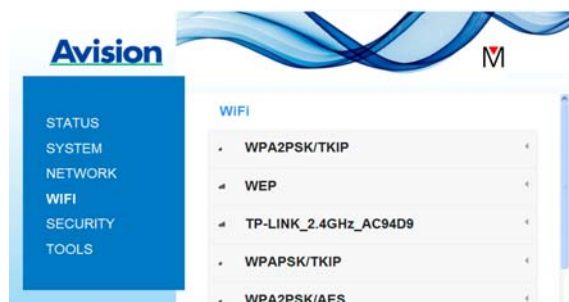 Avision
M
STATUS
SYSTEM
NETWORK
WIFI
SECURITY
TOOLS
WiFi
WPA2PSK/TKIP
WEP
TP-LINK_2.4GHz_AC94D9
WPAPSK/TKIP
WPA2PSK/AES